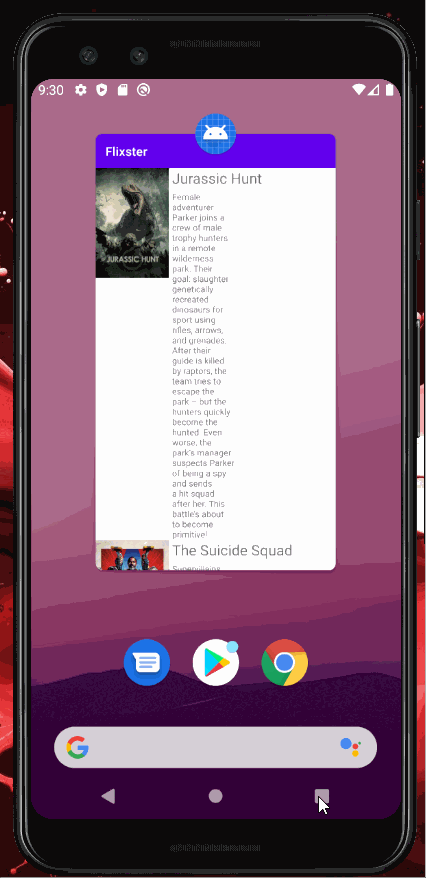 9:30
Flixster
JURASSIC HUNT
Jurassic Hunt
Female
adventurer
Parker joins a
crew of male
trophy hunters
in a remote
wilderness
park. Their
goal: slaughter
genetically
recreated
dinosaurs for
sport using
rifles, arrows,
and grenades.
After their
guide is killed
by raptors, the
team tries to
escape the
park – but the
hunters quickly
become the
hunted. Even
worse, the
park's manager
suspects Parker
of being a spy
and sends
a hit squad
after her. This
battle's about
to become
primitive!
The Suicide Squad
Supervillains